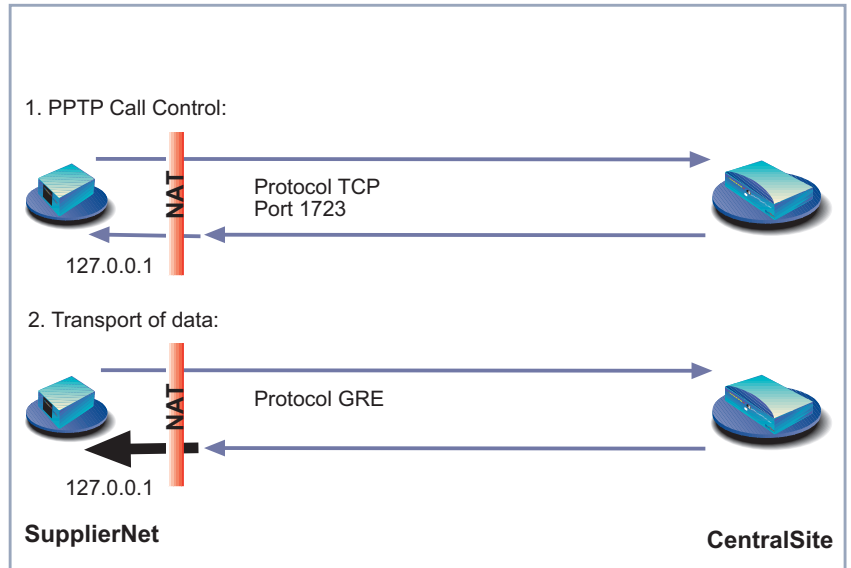 1. PPTP Call Control:
NAT
Protocol TCP
Port 1723
127.0.0.1
2. Transport of data:
NAT
Protocol GRE
127.0.0.1
SupplierNet
CentralSite